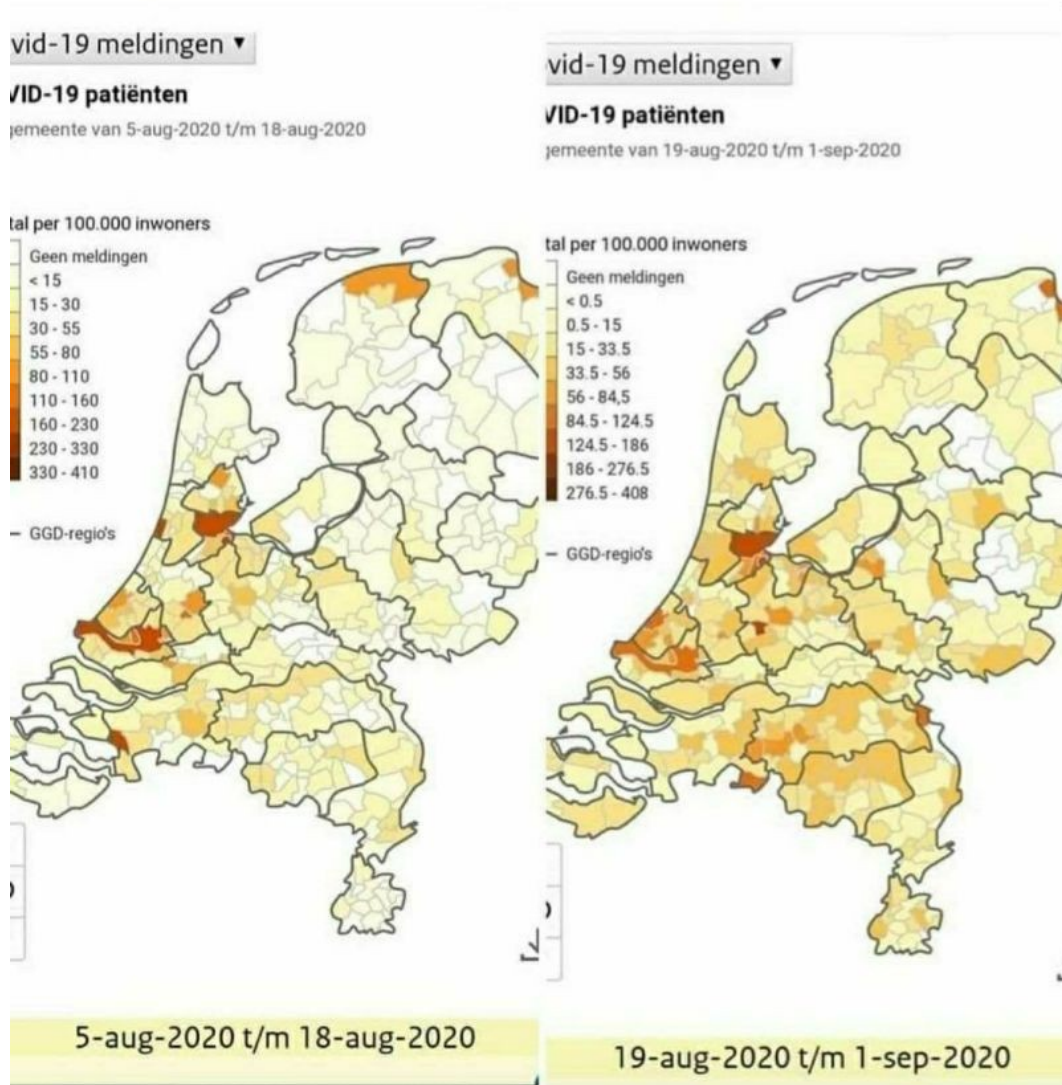 vid-19 meldingen ▼
VID-19 patiënten
gemeente van 5-aug-2020 t/m 18-aug-2020
tal per 100.000 inwoners
Geen meldingen
< 15
15 - 30
30 - 55
55 - 80
80 - 110
110 - 160
160 - 230
230 - 330
330 - 410
GGD-regio's
5-aug-2020 t/m 18-aug-2020
vid-19 meldingen ▼
VID-19 patiënten
gemeente van 19-aug-2020 t/m 1-sep-2020
tal per 100.000 inwoners
Geen meldingen
< 0.5
0.5 - 15
15 - 33.5
33.5 - 56
56 - 84,5
84.5 - 124.5
124.5 - 186
186 - 276.5
276.5 - 408
GGD-regio's
19-aug-2020 t/m 1-sep-2020